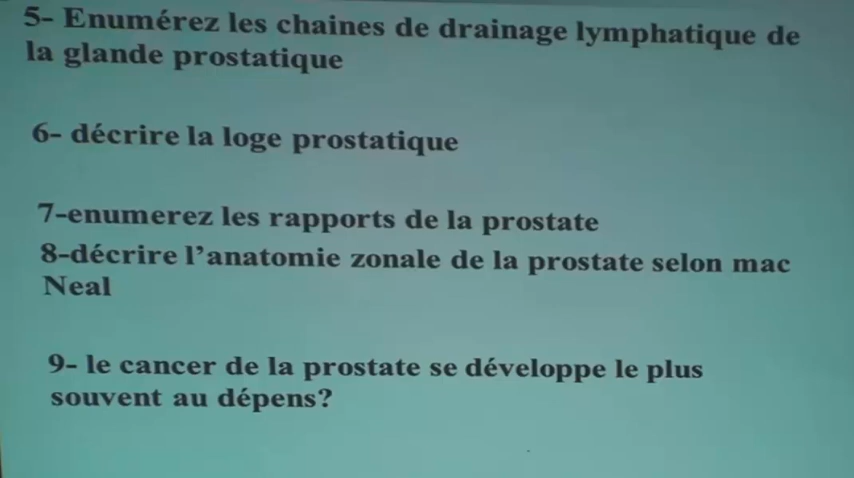 5- Enumérez les chaines de drainage lymphatique de
la glande prostatique
6- décrire la loge prostatique
7-enumerez les rapports de la prostate
8-décrire l'anatomie zonale de la prostate selon mac
Neal
9- le cancer de la prostate se développe le plus
souvent au dépens?